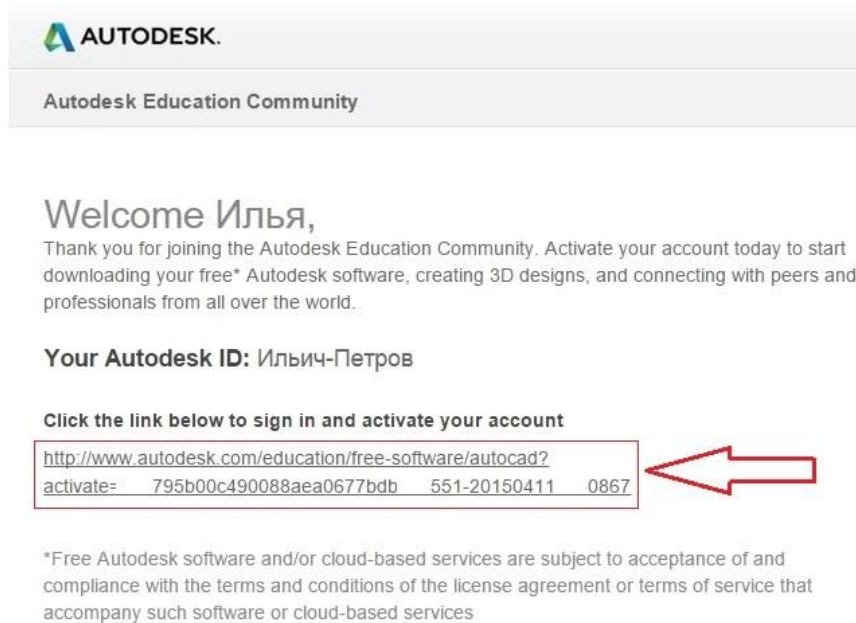 AUTODESK.
Autodesk Education Community
Welcome Илья,
Thank you for joining the Autodesk Education Community. Activate your account today to start
downloading your free* Autodesk software, creating 3D designs, and connecting with peers and
professionals from all over the world.
Your Autodesk ID: Ильич-Петров
Click the link below to sign in and activate your account
http://www.autodesk.com/education/free-software/autocad?
activate= 795b00c490088aea0677bdb 551-20150411 0867
*Free Autodesk software and/or cloud-based services are subject to acceptance of and
compliance with the terms and conditions of the license agreement or terms of service that
accompany such software or cloud-based services